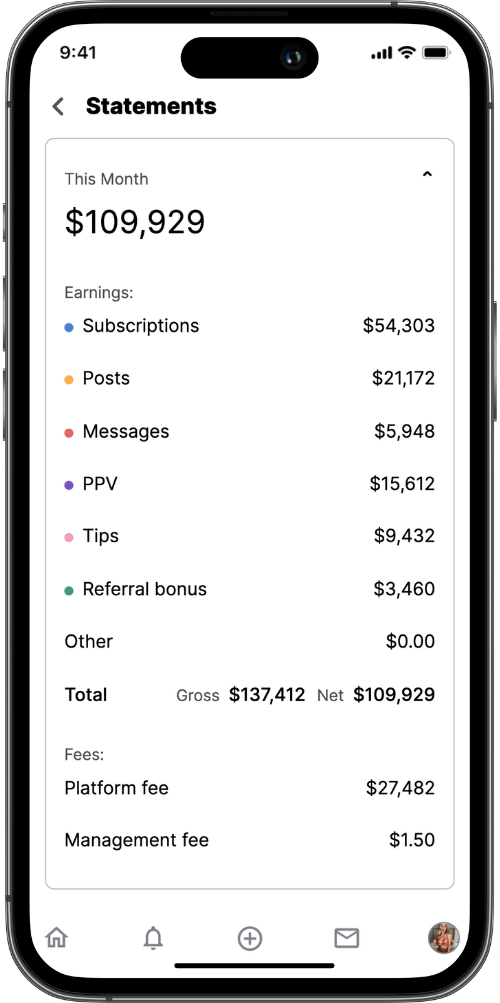 9:41
Statements
This Month
$109,929
Earnings:
Subscriptions $54,303
Posts $21,172
Messages $5,948
PPV $15,612
Tips $9,432
Referral bonus $3,460
Other $0.00
Total Gross $137,412 Net $109,929
Fees:
Platform fee $27,482
Management fee $1.50